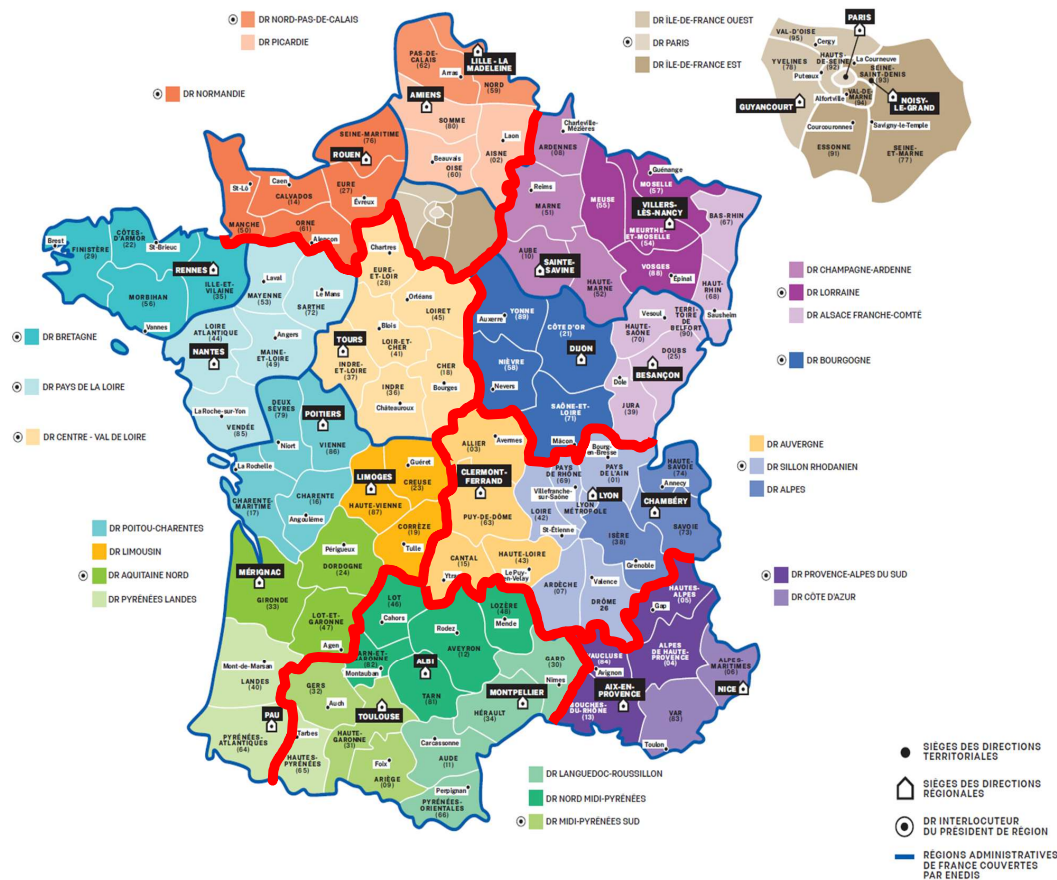 DR NORD-PAS-DE-CALAIS
DR PICARDIE
DR NORMANDIE
DR ÎLE-DE-FRANCE OUEST
DR PARIS
DR ÎLE-DE-FRANCE EST
PARIS
VAL-D'OISE
(95)
Cergy
YVELINES
(78)
HAUTS-
DE-SEINE
(92)
La Courneuve
SEINE-
SAINT-DENIS
(93)
Puteaux
VAL-DE-
MARNE
(94)
Alfortville
GUYANCOURT
NOISY-
LE-GRAND
Courcouronnes
Savigny-le-Temple
ESSONNE
(91)
SEINE-
ET-MARNE
(77)
PAS-DE-
CALAIS
(62)
LILLE - LA
MADELEINE
Arras
NORD
(59)
AMIENS
SOMME
(80)
Laon
AISNE
(02)
Beauvais
OISE
(60)
SEINE-MARITIME
(76)
ROUEN
EURE
(27)
Évreux
Caen
St-Lô
CALVADOS
(14)
MANCHE
(50)
ORNE
(61)
Alençon
Charleville-
Mézières
ARDENNES
(08)
Reims
MARNE
(51)
AUBE
(10)
SAINTE-
SAVINE
HAUTE-
MARNE
(52)
MEUSE
(55)
Guénange
MOSELLE
(57)
VILLERS-
LÈS-NANCY
MEURTHE-
ET-MOSELLE
(54)
VOSGES
(88)
Épinal
BAS-RHIN
(67)
HAUT-
RHIN
(68)
Sausheim
DR CHAMPAGNE-ARDENNE
DR LORRAINE
DR ALSACE FRANCHE-COMTÉ
DR BOURGOGNE
Brest
FINISTÈRE
(29)
CÔTES-
D'ARMOR
(22)
St-Brieuc
RENNES
ILLE-ET-
VILAINE
(35)
MORBIHAN
(56)
Vannes
DR BRETAGNE
DR PAYS DE LA LOIRE
DR CENTRE - VAL DE LOIRE
Laval
MAYENNE
(53)
Le Mans
SARTHE
(72)
LOIRE
ATLANTIQUE
(44)
Angers
NANTES
MAINE-
ET-LOIRE
(49)
La Roche-sur-Yon
VENDÉE
(85)
Chartres
EURE-
ET-LOIR
(28)
Orléans
LOIRET
(45)
Blois
TOURS
LOIR-ET-
CHER
(41)
INDRE-
ET-LOIRE
(37)
CHER
(18)
INDRE
(36)
Bourges
Châteauroux
YONNE
(89)
Auxerre
CÔTE D'OR
(21)
NIÈVRE
(58)
DIJON
Nevers
SAÔNE-ET-
LOIRE
(71)
Mâcon
Vesoul
HAUTE-
SAÔNE
(70)
TERRI-
TOIRE DE
BELFORT
(90)
DOUBS
(25)
BESANÇON
Dole
JURA
(39)
DEUX
SÈVRES
(79)
POITIERS
Niort
VIENNE
(86)
La Rochelle
CHARENTE-
MARITIME
(17)
CHARENTE
(16)
Angoulême
Guéret
LIMOGES
CREUSE
(23)
HAUTE-VIENNE
(87)
CORRÈZE
(19)
Tulle
ALLIER
(03)
Avermes
CLERMONT-
FERRAND
PUY-DE-DÔME
(63)
CANTAL
(15)
Ytrac
HAUTE-LOIRE
(43)
Le Puy-
en-Velay
Bourg-
en-Bresse
PAYS
DE RHÔNE
(69)
PAYS
DE L'AIN
(01)
Villefranche-
sur-Saône
LYON
LYON
MÉTROPOLE
LOIRE
(42)
St-Étienne
ISÈRE
(38)
Grenoble
ARDÈCHE
(07)
Valence
DRÔME
26
HAUTE-
SAVOIE
(74)
Annecy
CHAMBÉRY
SAVOIE
(73)
DR AUVERGNE
DR SILLON RHODANIEN
DR ALPES
DR POITOU-CHARENTES
DR LIMOUSIN
DR AQUITAINE NORD
DR PYRÉNÉES LANDES
Périgueux
DORDOGNE
(24)
MÉRIGNAC
GIRONDE
(33)
LOT-ET-
GARONNE
(47)
Agen
Mont-de-Marsan
LANDES
(40)
PAU
PYRÉNÉES-
ATLANTIQUES
(64)
Tarbes
HAUTES-
PYRÉNÉES
(65)
LOT
(46)
Cahors
(82)
Montauban
Rodez
AVEYRON
(12)
ALBI
TARN
(81)
LOZÈRE
(48)
Mende
GERS
(32)
Auch
TOULOUSE
HAUTE-
GARONNE
(31)
Foix
ARIÈGE
(09)
GARD
(30)
Nîmes
MONTPELLIER
HÉRAULT
(34)
Carcassonne
AUDE
(11)
Perpignan
PYRÉNÉES-
ORIENTALES
(66)
VAUCLUSE
(84)
Avignon
AIX-EN-
PROVENCE
BOUCHES-
DU-RHÔNE
(13)
HAUTES-
ALPES
(05)
Gap
ALPES
DE HAUTE-
PROVENCE
(04)
ALPES-
MARITIMES
(06)
NICE
VAR
(83)
Toulon
DR PROVENCE-ALPES DU SUD
DR CÔTE D'AZUR
DR LANGUEDOC-ROUSSILLON
DR NORD MIDI-PYRÉNÉES
DR MIDI-PYRÉNÉES SUD
SIÈGES DES DIRECTIONS
TERRITORIALES
SIÈGES DES DIRECTIONS
RÉGIONALES
DR INTERLOCUTEUR
DU PRÉSIDENT DE RÉGION
RÉGIONS ADMINISTRATIVES
DE FRANCE COUVERTES
PAR ENEDIS